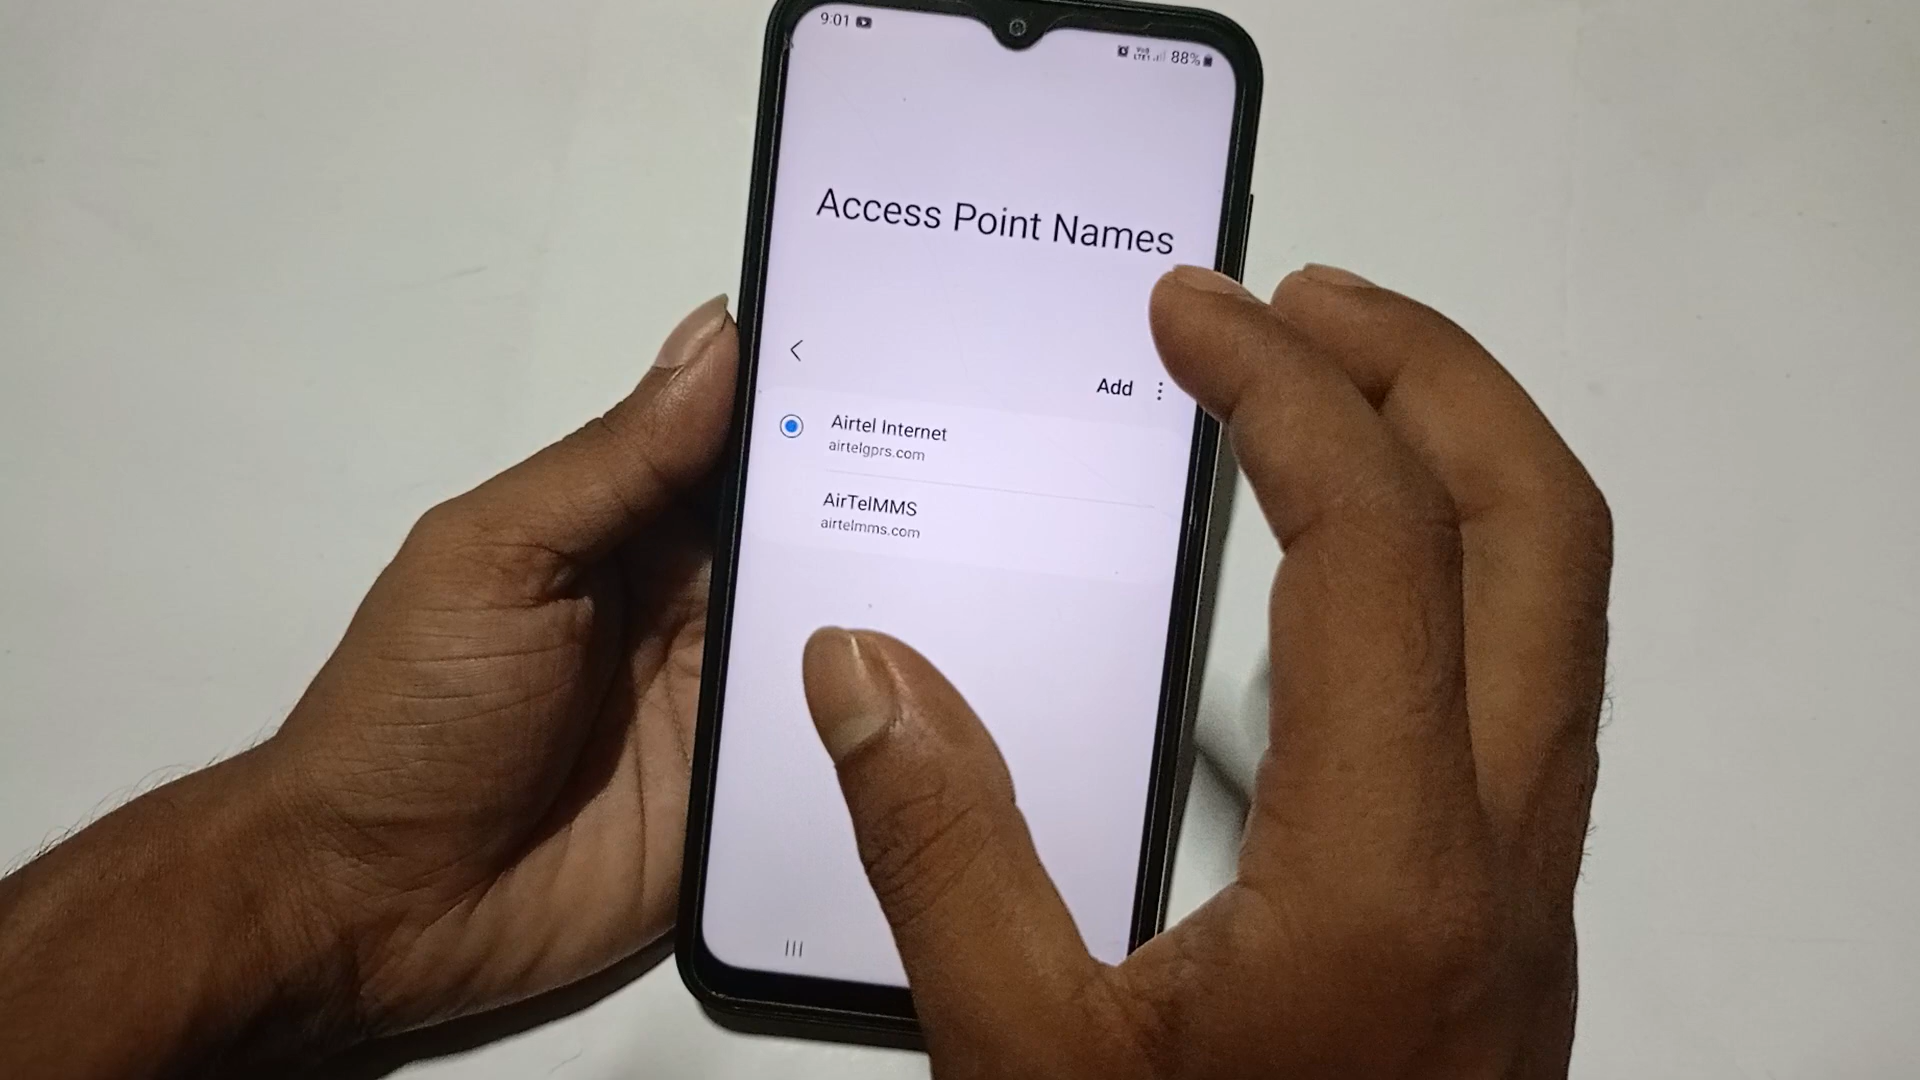 9:01
88%
Access Point Names
Add
Airtel Internet
airtelgprs.com
AirTelMMS
airtelmms.com